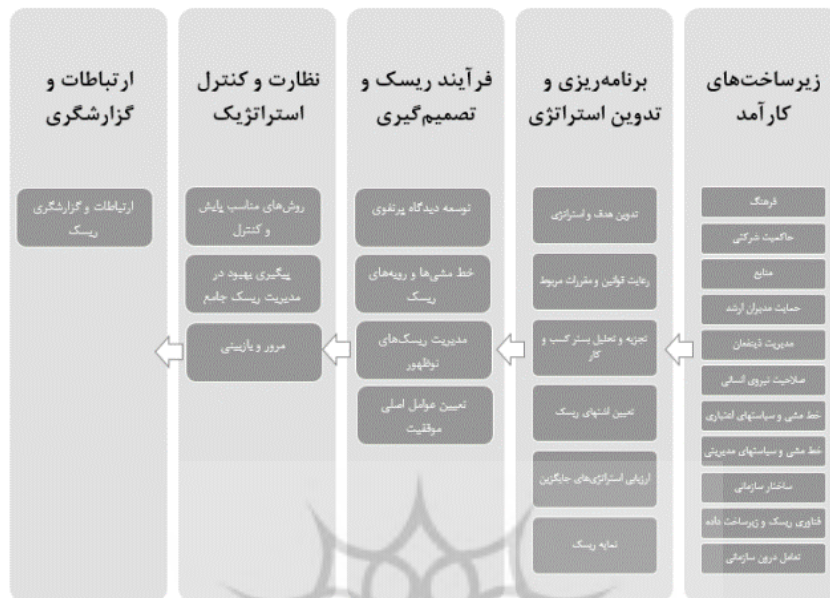 زیرساخت‌های
کارآمد
فرهنگ
حاکمیت شرکتی
منابع
حمایت مدیران ارشد
مدیریت ذینفعان
صلاحیت نیروی انسانی
خط مشی و سیاستهای اعتباری
خط مشی و سیاستهای مدیریتی
ساختار سازمانی
فناوری ریسک و زیرساخت داده
تعامل درون سازمانی
برنامه‌ریزی و
تدوین استراتژی
تدوین هدف و استراتژی
رعایت قوانین و مقررات مربوط
تجزیه و تحلیل بستر کسب و
کار
تعیین اشتهای ریسک
ارزیابی استراتژی‌های جایگزین
نمایه ریسک
فرآیند ریسک و
تصمیم‌گیری
توسعه دیدگاه پرتفوی
خط مشی‌ها و رویه‌های
ریسک
مدیریت ریسک‌های
نوظهور
تعیین عوامل اصلی
موفقیت
نظارت و کنترل
استراتژیک
روش‌های مناسب پایش
و کنترل
پیگیری بهبود در
مدیریت ریسک جامع
مرور و بازبینی
ارتباطات و
گزارشگری
ارتباطات و گزارشگری
ریسک